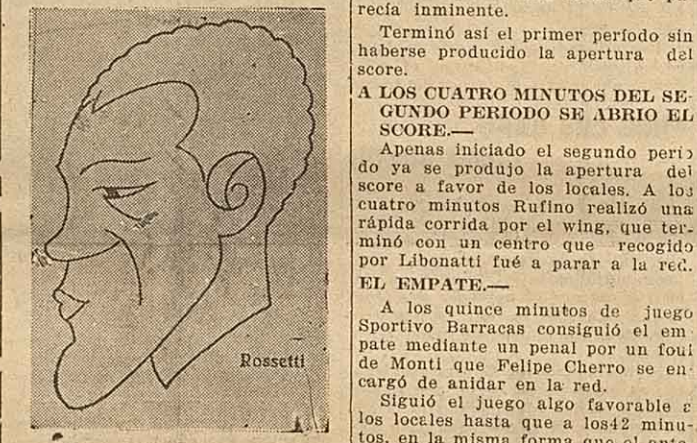 recía inminente.
Terminó así el primer período sin
haberse producido la apertura del
score.
A LOS CUATRO MINUTOS DEL SE-
GUNDO PERIODO SE ABRIO EL
SCORE.—
Apenas iniciado el segundo perío
do ya se produjo la apertura del
score a favor de los locales. A los
cuatro minutos Rufino realizó una
rápida corrida por el wing, que ter-
minó con un centro que recogido
por Libonatti fué a parar a la red.
EL EMPATE.—
A los quince minutos de juego
Sportivo Barracas consiguió el em
pate mediante un penal por un foul
de Monti que Felipe Cherro se en-
cargó de anidar en la red.
Siguió el juego algo favorable a
los locales hasta que a los42 minu-
tos, en la misma forma que el
Rossetti